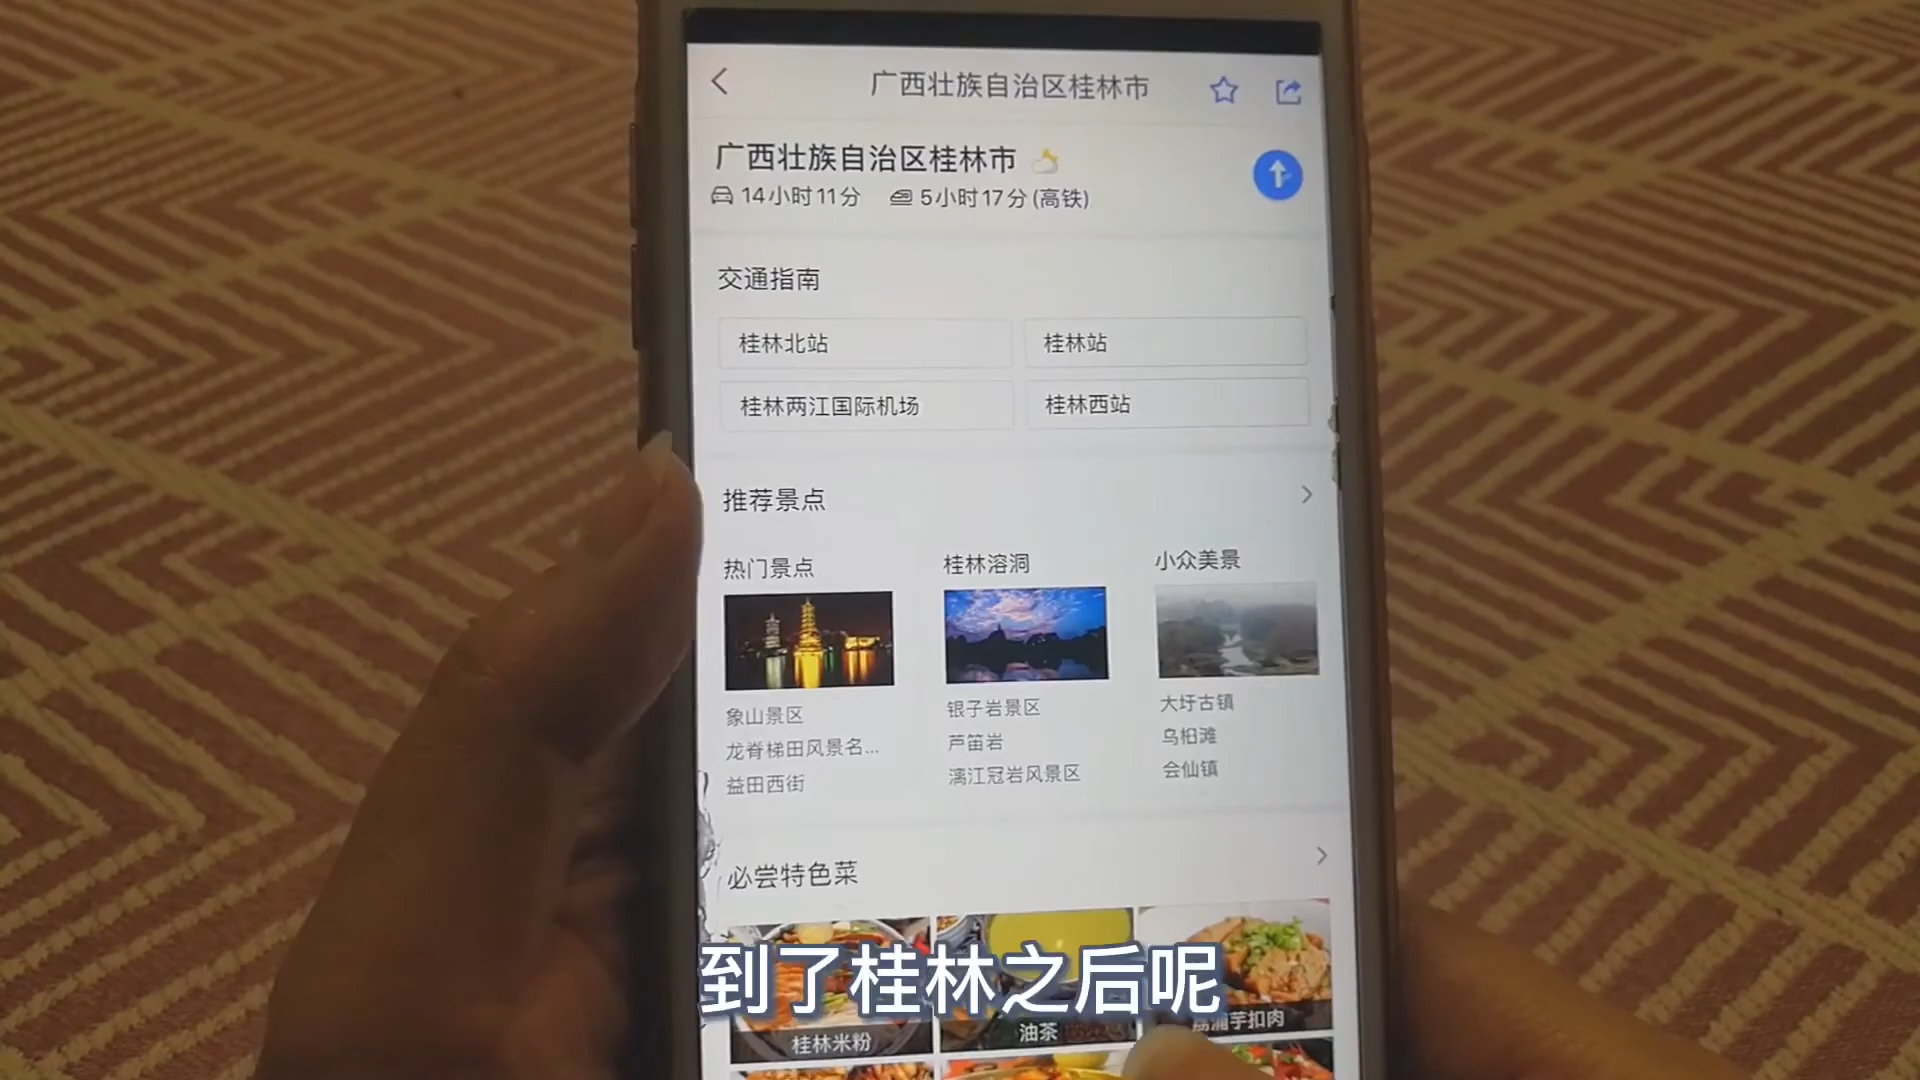 广西壮族自治区桂林市
广西壮族自治区桂林市
14小时11分 5小时17分(高铁)
交通指南
桂林北站 桂林站
桂林两江国际机场 桂林西站
推荐景点
热门景点 桂林溶洞 小众美景
象山景区 银子岩景区 大圩古镇
龙脊梯田风景名... 芦笛岩 乌桕滩
益田西街 漓江冠岩风景区 会仙镇
必尝特色菜
到了桂林之后呢
桂林米粉 油茶 荔浦芋扣肉